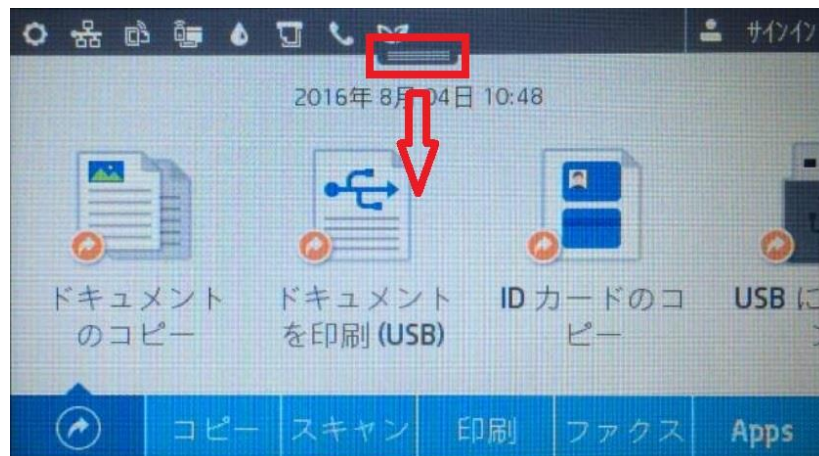 サインイン
2016年 8月 04日 10:48
ドキュメント
のコピー
ドキュメント
を印刷 (USB)
ID カードのコ
ピー
USB に
コピー
スキャン
印刷
ファクス
Apps